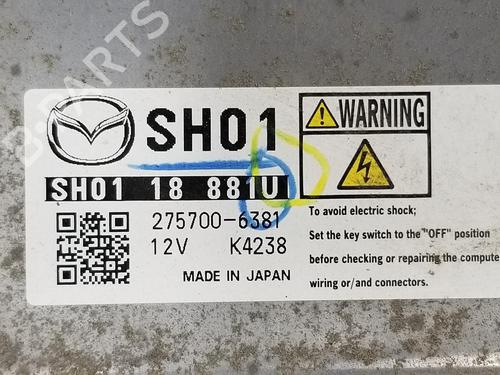 B-PARTS
SH01
SH01 18 881U
275700-6381
12V K4238
MADE IN JAPAN
WARNING
To avoid electric shock;
Set the key switch to the "OFF" position
before checking or repairing the compute
wiring or/and connectors.